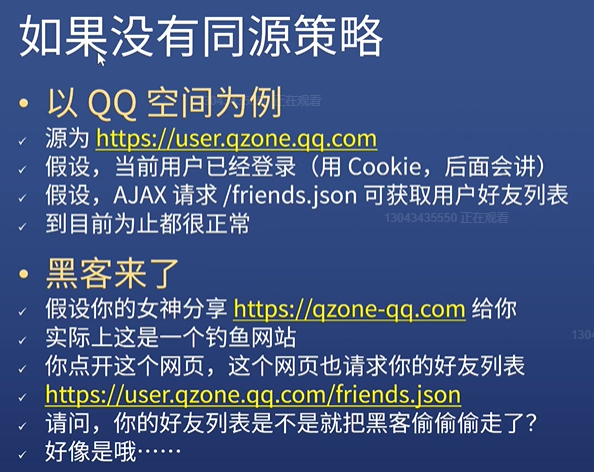 如果没有同源策略
以 QQ 空间为例
源为 https://user.qzone.qq.com
假设，当前用户已经登录（用 Cookie，后面会讲）
假设，AJAX 请求 /friends.json 可获取用户好友列表
13043435550 正在观看
到目前为止都很正常
黑客来了
假设你的女神分享 https://qzone-qq.com 给你
实际上这是一个钓鱼网站
你点开这个网页，这个网页也请求你的好友列表
https://user.qzone.qq.com/friends.json
请问，你的好友列表是不是就把黑客偷偷偷走了？
好像是哦……